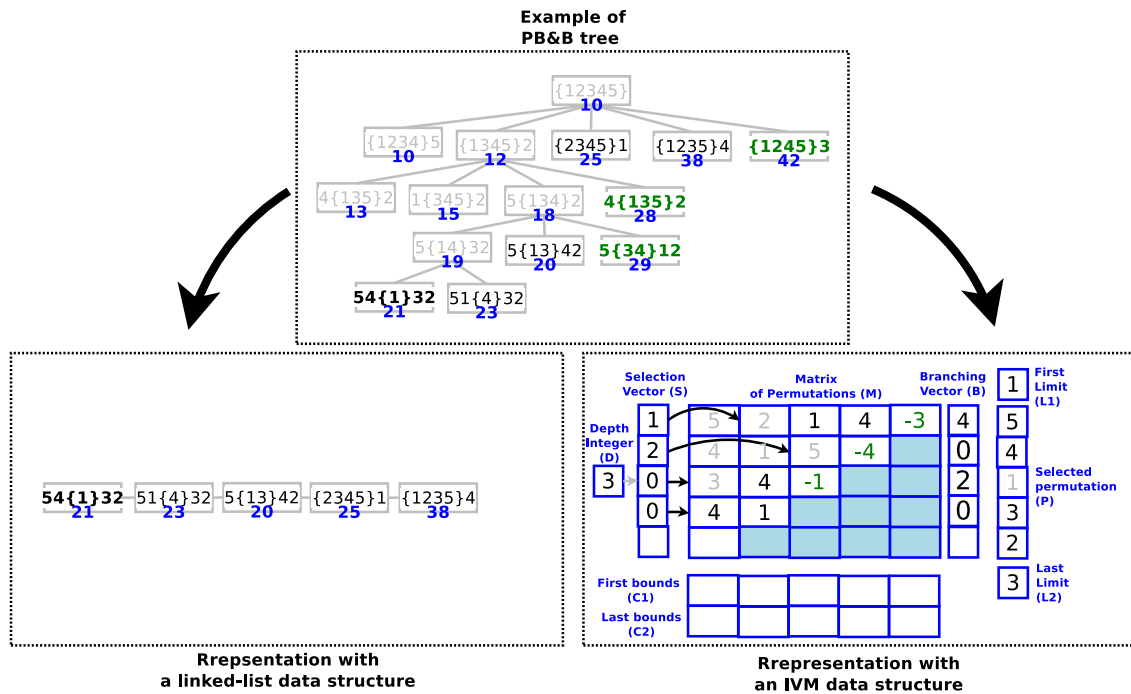 Example of
PB&B tree
{12345}
10
{1234}5 {1345}2 {2345}1 {1235}4 {1245}3
10 12 25 38 42
4{135}2 1{345}2 5{134}2 4{135}2
13 15 18 28
5{14}32 5{13}42 5{34}12
19 20 29
54{1}32 51{4}32
21 23
54{1}32 51{4}32 5{13}42 {2345}1 {1235}4
21 23 20 25 38
Rrepsentation with
a linked-list data structure
Selection
Vector (S)
Matrix
of Permutations (M)
Branching
Vector (B)
First
Limit
(L1)
1
Depth
Integer
(D)
3
1 5 2 1 4 -3 4 5
2 4 1 5 -4 0 4
0 3 4 -1 2 1
Selected
permutation
(P)
0 4 1 0 3
2
Last
Limit
(L2)
3
First bounds
(C1)
Last bounds
(C2)
Rrepresentation with
an IVM data structure